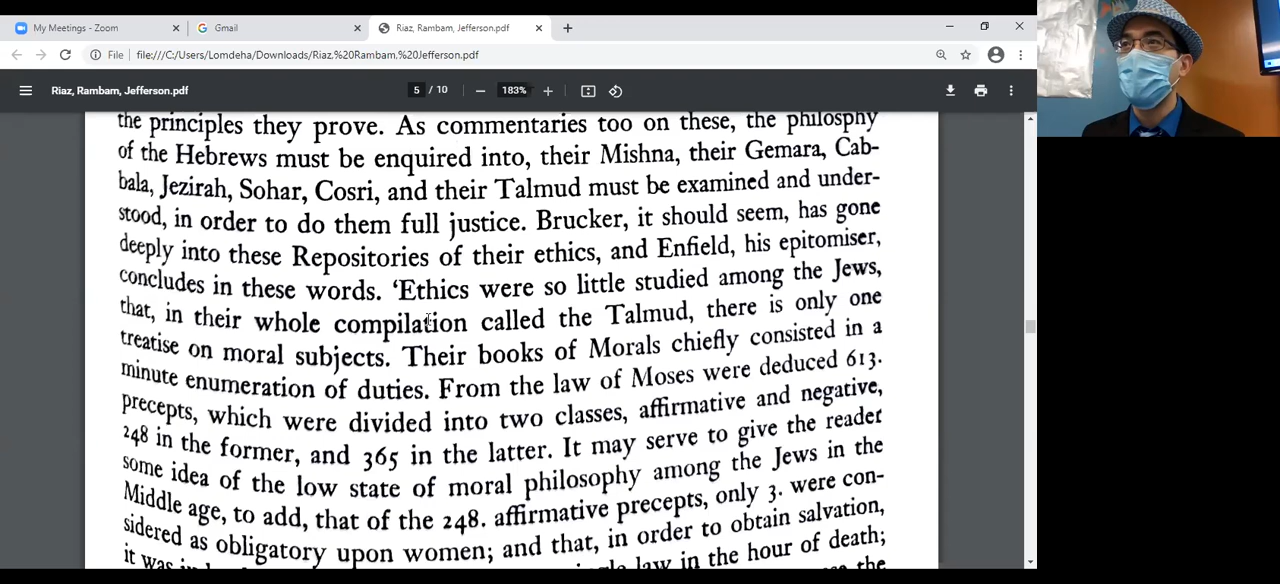 My Meetings - Zoom
Gmail
Riaz, Rambam, Jefferson.pdf
File
file:///C:/Users/Lomdeha/Downloads/Riaz,%20Rambam,%20Jefferson.pdf
Riaz, Rambam, Jefferson.pdf
5 / 10
183%
the principles they prove. As commentaries too on these, the philosphy
of the Hebrews must be enquired into, their Mishna, their Gemara, Cab-
bala, Jezirah, Sohar, Cosri, and their Talmud must be examined and under-
stood, in order to do them full justice. Brucker, it should seem, has gone
deeply into these Repositories of their ethics, and Enfield, his epitomiser,
concludes in these words. ‘Ethics were so little studied among the Jews,
that, in their whole compilation called the Talmud, there is only one
treatise on moral subjects. Their books of Morals chiefly consisted in a
minute enumeration of duties. From the law of Moses were deduced 613.
precepts, which were divided into two classes, affirmative and negative,
248 in the former, and 365 in the latter. It may serve to give the reader
some idea of the low state of moral philosophy among the Jews in the
Middle age, to add, that of the 248. affirmative precepts, only 3. were con-
sidered as obligatory upon women; and that, in order to obtain salvation,
it was law in the hour of death;
the